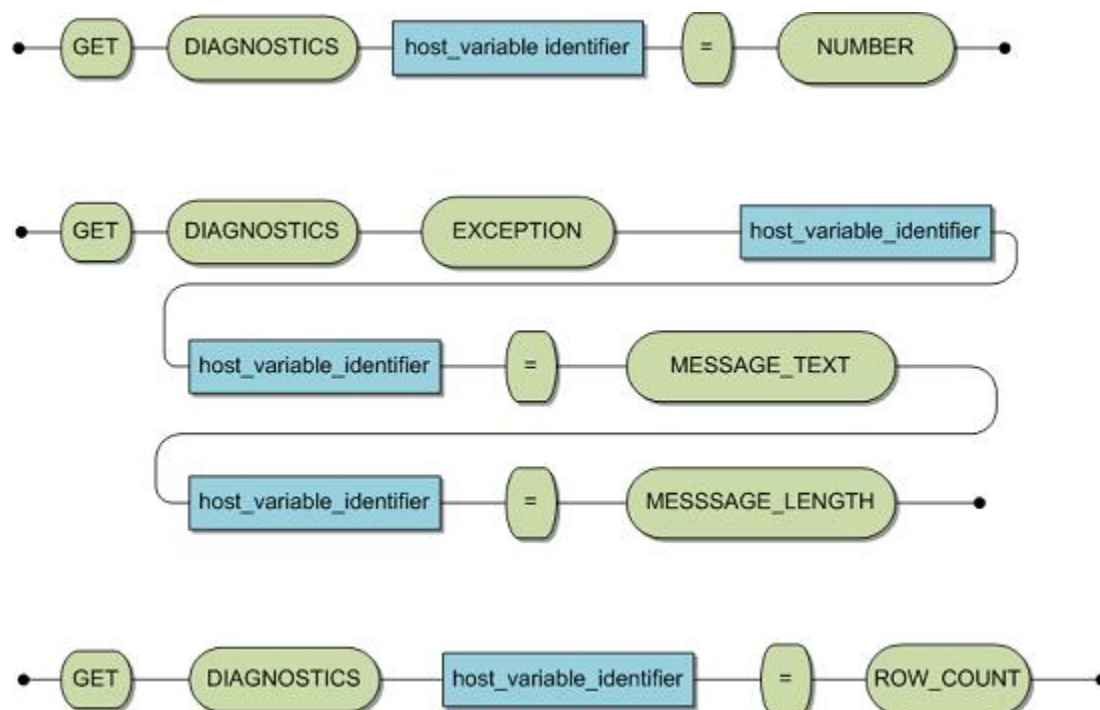 GET DIAGNOSTICS host_variable identifier = NUMBER
GET DIAGNOSTICS EXCEPTION host_variable_identifier
host_variable_identifier = MESSAGE_TEXT
host_variable_identifier = MESSSAGE_LENGTH
GET DIAGNOSTICS host_variable_identifier = ROW_COUNT